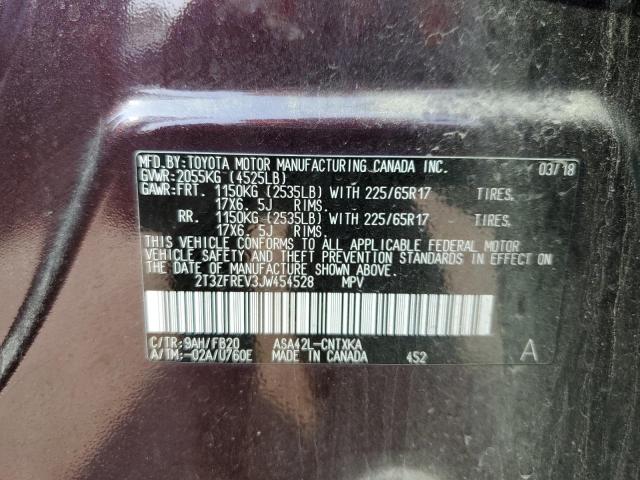 MFD.BY:TOYOTA MOTOR MANUFACTURING CANADA INC. 03/18
GVWR:2055KG (4525LB)
GAWR:FRT. 1150KG (2535LB) WITH 225/65R17 TIRES.
17X6. 5J RIMS.
RR. 1150KG (2535LB) WITH 225/65R17 TIRES.
17X6. 5J RIMS.
THIS VEHICLE CONFORMS TO ALL APPLICABLE FEDERAL MOTOR
VEHICLE SAFETY AND THEFT PREVENTION STANDARDS IN EFFECT ON
THE DATE OF MANUFACTURE SHOWN ABOVE.
2T3ZFREV3JW454528 MPV
C/TR:9AH/FB20 ASA42L-CNTXKA
A/TM:-02A/U760E MADE IN CANADA 452 A